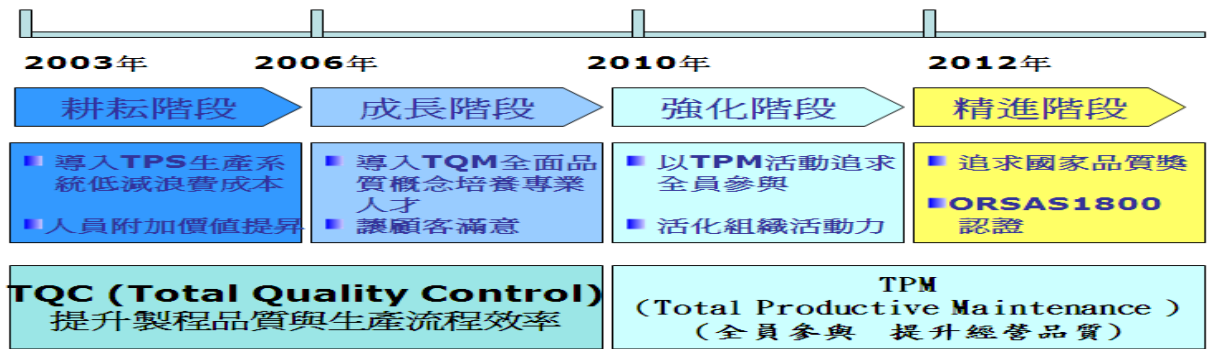 2003年
2006年
2010年
2012年
耕耘階段
成長階段
強化階段
精進階段
導入TPS生產系
統低減浪費成本
人員附加價值提昇
導入TQM全面品
質概念培養專業
人才
讓顧客滿意
以TPM活動追求
全員參與
活化組織活動力
追求國家品質獎
ORSAS1800
認證
TQC (Total Quality Control)
提升製程品質與生產流程效率
TPM
(Total Productive Maintenance )
(全員參與 提升經營品質)